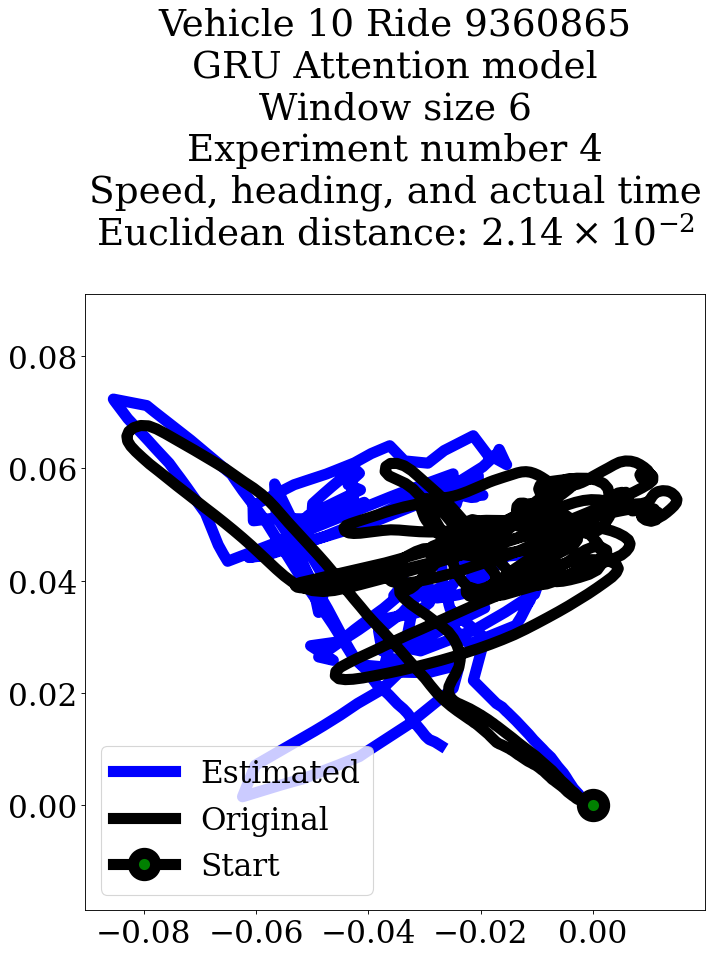 Vehicle 10 Ride 9360865
GRU Attention model
Window size 6
Experiment number 4
Speed, heading, and actual time
Euclidean distance: 2.14 × 10⁻²
0.08
0.06
0.04
0.02
0.00
Estimated
Original
Start
−0.08 −0.06 −0.04 −0.02 0.00